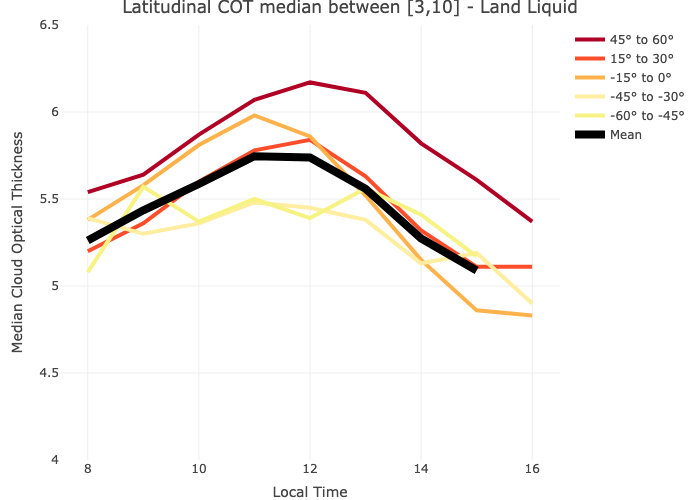 Latitudinal COT median between [3,10] - Land Liquid
6.5
6
5.5
5
4.5
4
Median Cloud Optical Thickness
8
10
12
14
16
Local Time
45° to 60°
15° to 30°
-15° to 0°
-45° to -30°
-60° to -45°
Mean